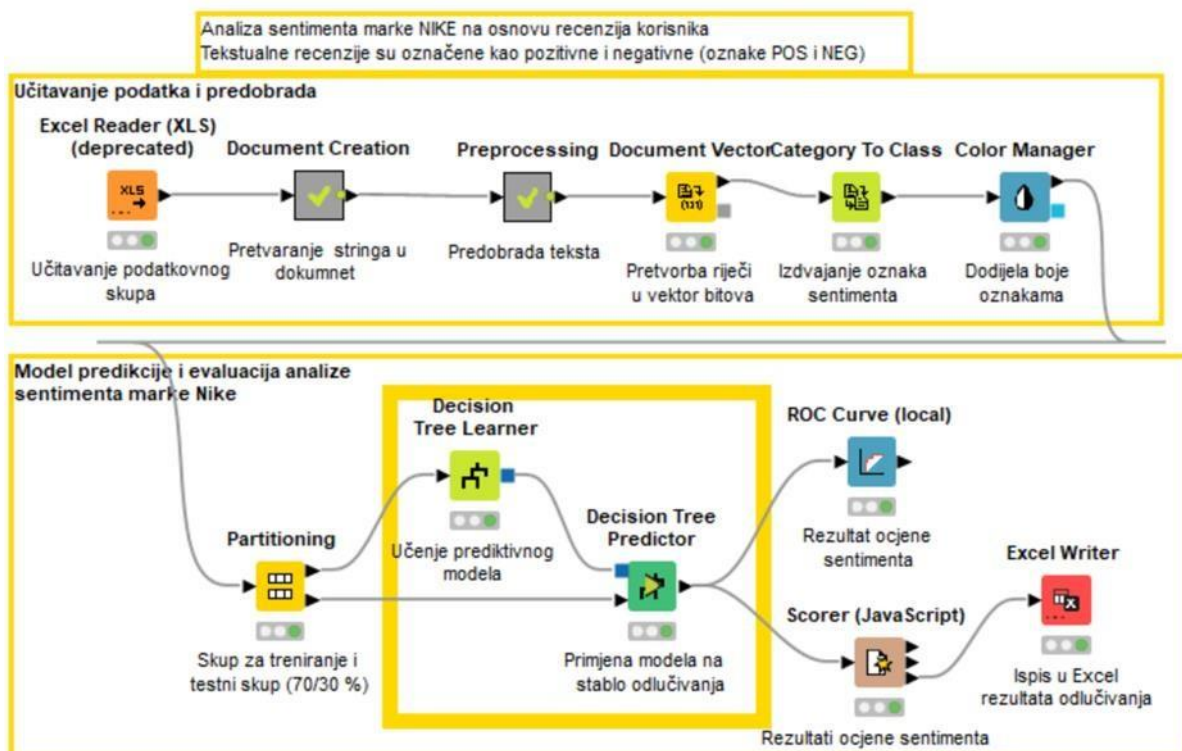 Analiza sentimenta marke NIKE na osnovu recenzija korisnika
Tekstualne recenzije su označene kao pozitivne i negativne (oznake POS i NEG)
Učitavanje podatka i predobrada
Excel Reader (XLS)
(deprecated)
XLS
Učitavanje podatkovnog
skupa
Document Creation
Pretvaranje stringa u
dokumnet
Preprocessing
Predobrada teksta
Document Vector
Pretvorba riječi
u vektor bitova
Category To Class
Izdvajanje oznaka
sentimenta
Color Manager
Dodijela boje
oznakama
Model predikcije i evaluacija analize
sentimenta marke Nike
Partitioning
Skup za treniranje i
testni skup (70/30 %)
Decision
Tree Learner
Učenje prediktivnog
modela
Decision Tree
Predictor
Primjena modela na
stablo odlučivanja
ROC Curve (local)
Rezultat ocjene
sentimenta
Scorer (JavaScript)
Rezultati ocjene sentimenta
Excel Writer
Ispis u Excel
rezultata odlučivanja